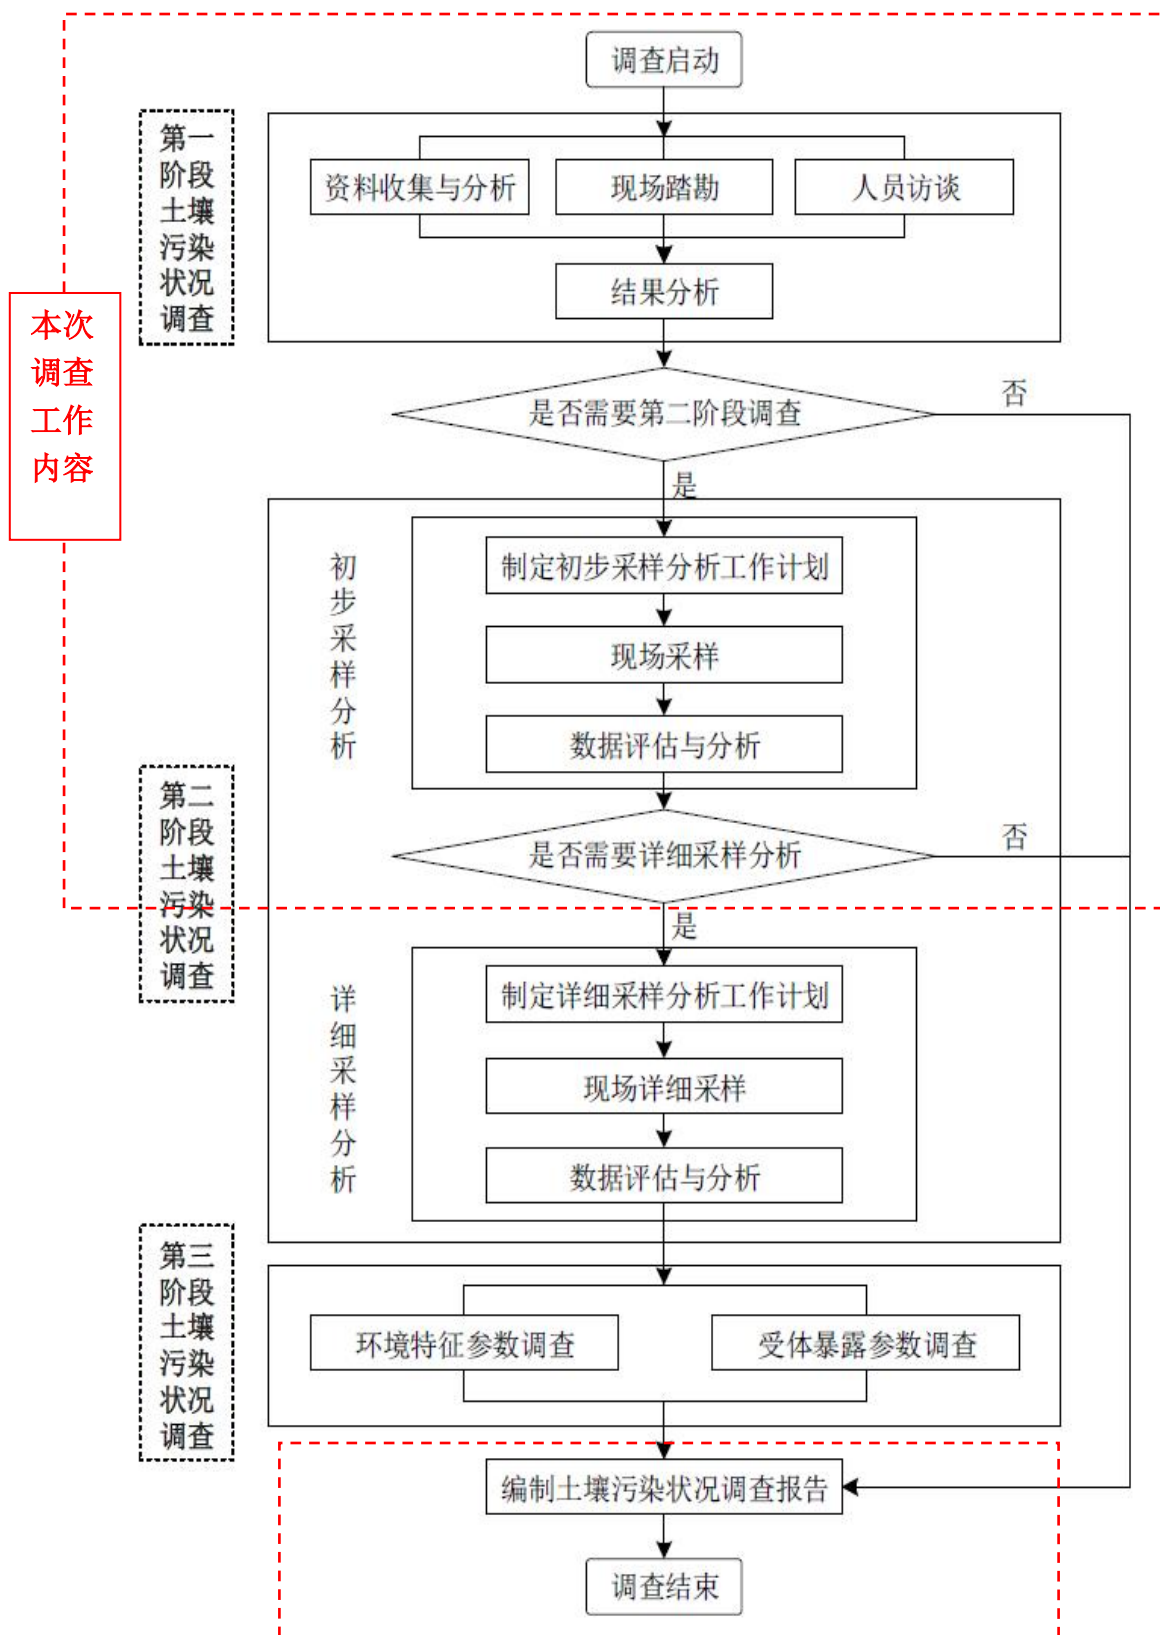 调查启动
第一
阶段
土壤
污染
状况
调查
资料收集与分析
现场踏勘
人员访谈
结果分析
本次
调查
工作
内容
是否需要第二阶段调查
否
是
初
步
采
样
分
析
制定初步采样分析工作计划
现场采样
数据评估与分析
第二
阶段
土壤
污染
状况
调查
是否需要详细采样分析
否
是
详
细
采
样
分
析
制定详细采样分析工作计划
现场详细采样
数据评估与分析
第三
阶段
土壤
污染
状况
调查
环境特征参数调查
受体暴露参数调查
编制土壤污染状况调查报告
调查结束